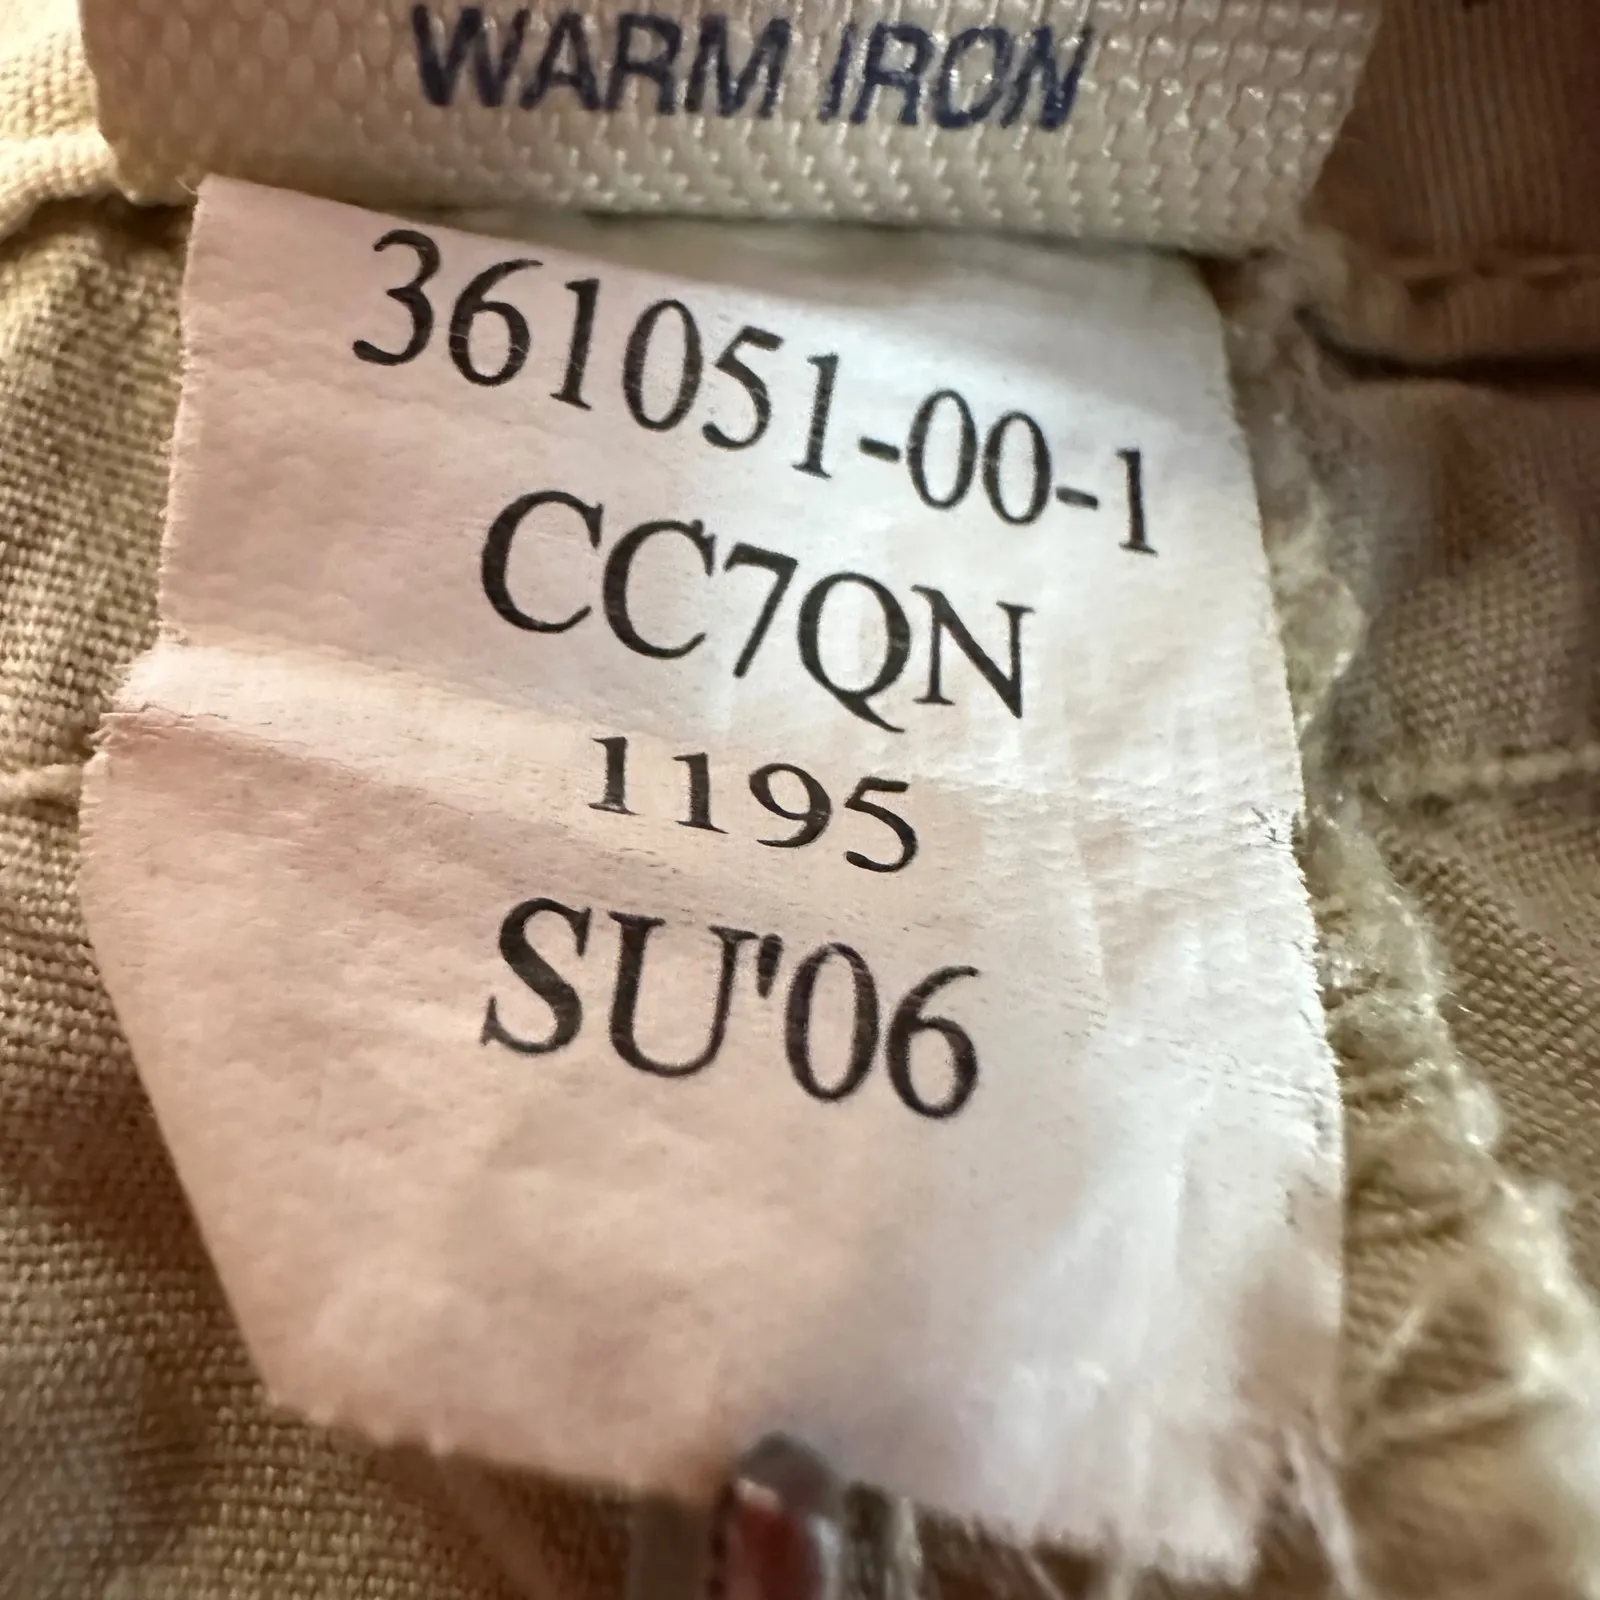 WARM IRON
361051-00-1
CC7QN
1195
SU'06